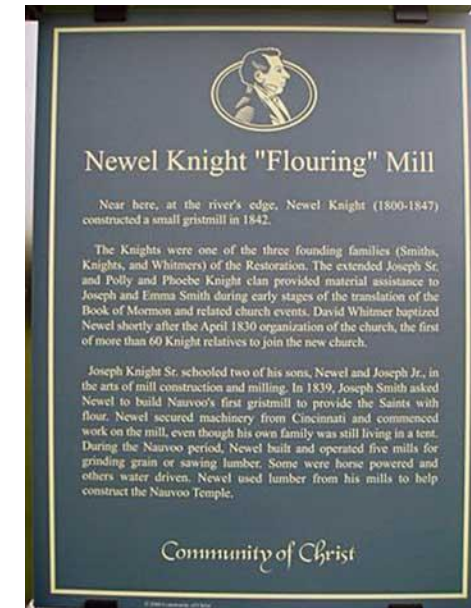 Newel Knight "Flouring" Mill
Near here, at the river's edge, Newel Knight (1800-1847)
constructed a small gristmill in 1842.
The Knights were one of the three founding families (Smiths,
Knights, and Whitmers) of the Restoration. The extended Joseph Sr.
and Polly and Phoebe Knight clan provided material assistance to
Joseph and Emma Smith during early stages of the translation of the
Book of Mormon and related church events. David Whitmer baptized
Newel shortly after the April 1830 organization of the church, the first
of more than 60 Knight relatives to join the new church.
Joseph Knight Sr. schooled two of his sons, Newel and Joseph Jr., in
the arts of mill construction and milling. In 1839, Joseph Smith asked
Newel to build Nauvoo's first gristmill to provide the Saints with
flour. Newel secured machinery from Cincinnati and commenced
work on the mill, even though his own family was still living in a tent.
During the Nauvoo period, Newel built and operated five mills for
grinding grain or sawing lumber. Some were horse powered and
others water driven. Newel used lumber from his mills to help
construct the Nauvoo Temple.
Community of Christ